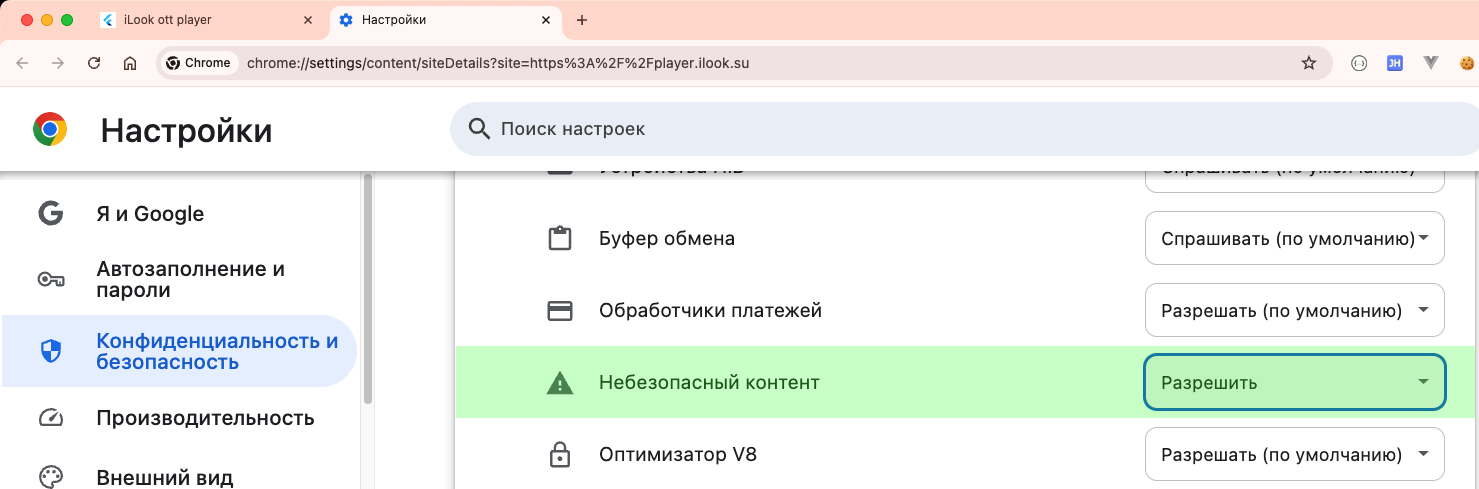 iLook ott player
Настройки
Chrome
chrome://settings/content/siteDetails?site=https%3A%2F%2Fplayer.ilook.su
JH
Настройки
Поиск настроек
Я и Google
Автозаполнение и
пароли
Конфиденциальность и
безопасность
Производительность
Внешний вид
Буфер обмена
Спрашивать (по умолчанию)
Обработчики платежей
Разрешать (по умолчанию)
Небезопасный контент
Разрешить
Оптимизатор V8
Разрешать (по умолчанию)